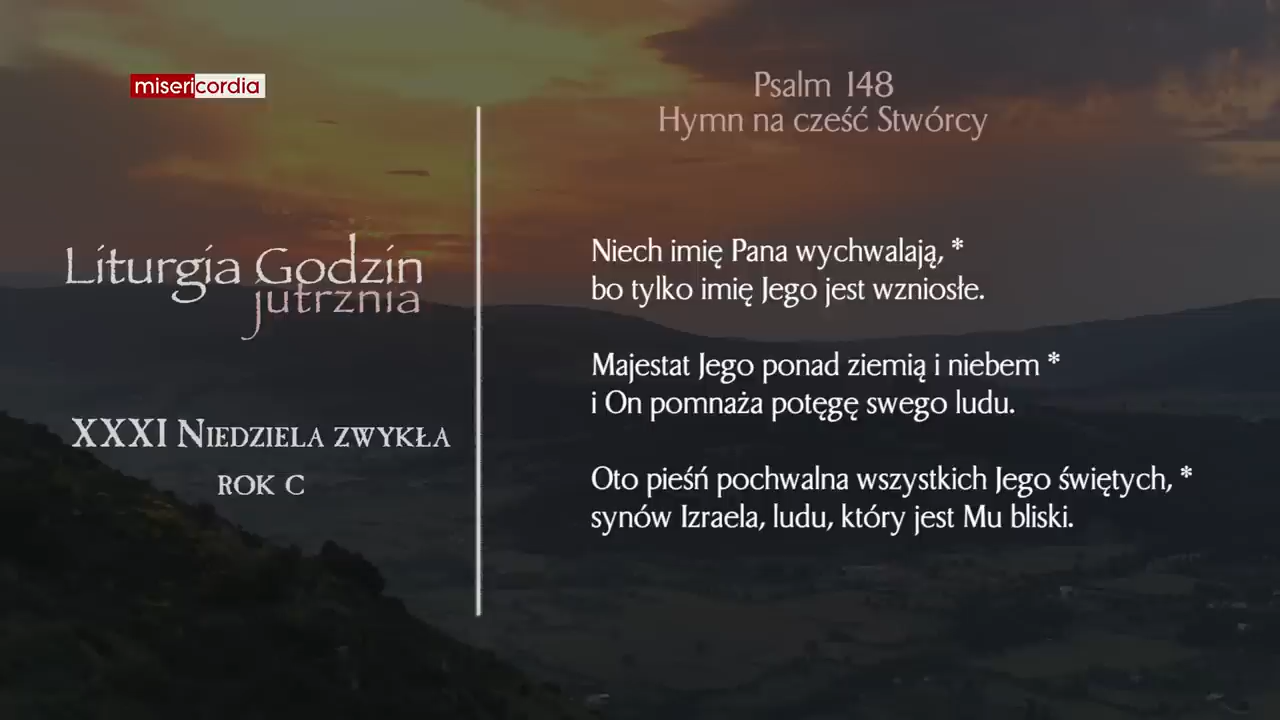 misericordia
Liturgia Godzin
jutrznia
XXXI Niedziela zwykła
rok C
Psalm 148
Hymn na cześć Stwórcy
Niech imię Pana wychwalają, *
bo tylko imię Jego jest wzniosłe.
Majestat Jego ponad ziemią i niebem *
i On pomnaża potęgę swego ludu.
Oto pieśń pochwalna wszystkich Jego świętych, *
synów Izraela, ludu, który jest Mu bliski.